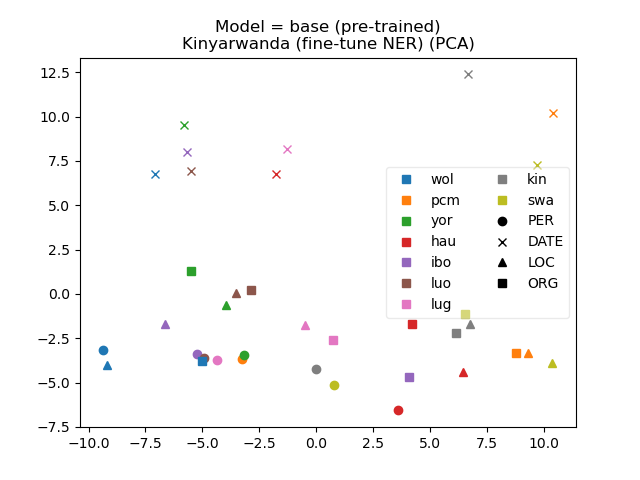 Model = base (pre-trained)
Kinyarwanda (fine-tune NER) (PCA)
12.5
10.0
7.5
5.0
2.5
0.0
−2.5
−5.0
−7.5
wol
pcm
yor
hau
ibo
luo
lug
kin
swa
PER
DATE
LOC
ORG
−10.0 −7.5 −5.0 −2.5 0.0 2.5 5.0 7.5 10.0